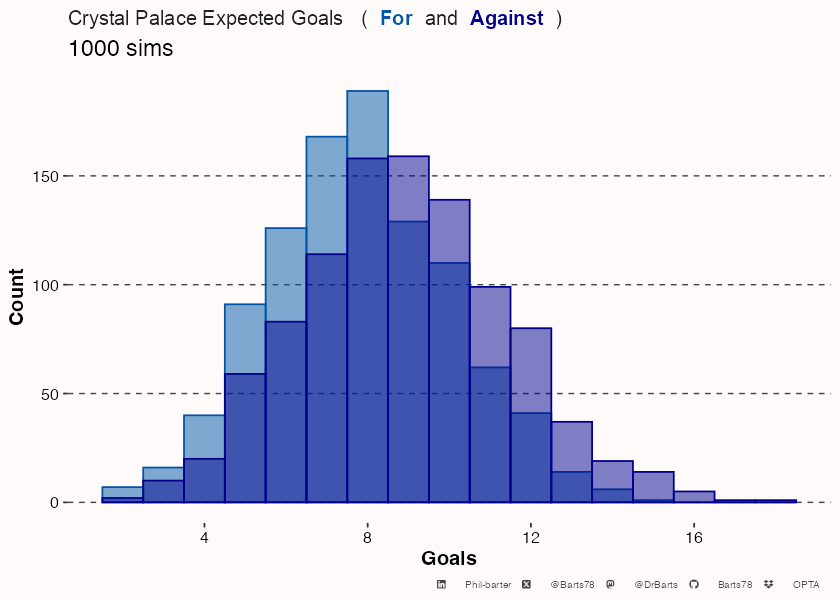 Crystal Palace Expected Goals ( For and Against )
1000 sims
150
100
50
0
Count
4 8 12 16
Goals
Phil-barter @Barts78 @DrBarts Barts78 OPTA